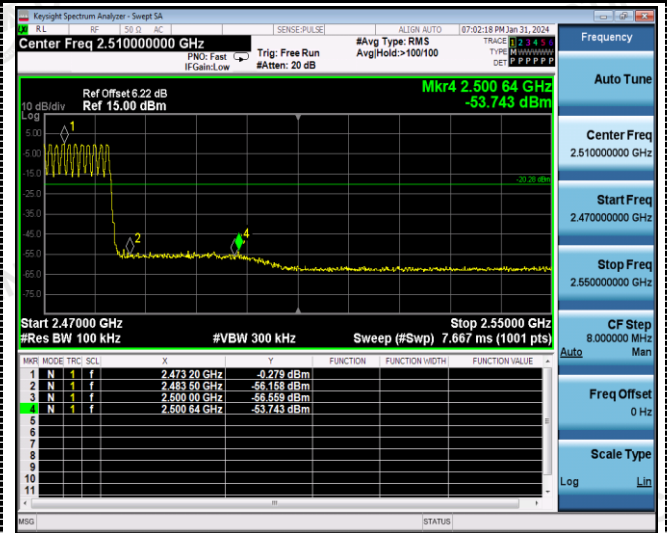 Keysight Spectrum Analyzer - Swept SA
RL RF 50 Ω AC SENSE:PULSE ALIGN AUTO 07:02:18 PM Jan 31, 2024
Center Freq 2.510000000 GHz
PNO: Fast
IFGain:Low
Trig: Free Run
#Atten: 20 dB
#Avg Type: RMS
Avg|Hold:>100/100
TRACE 1 2 3 4 5 6
TYPE M WWWWW
DET P P P P P P
Mkr4 2.500 64 GHz
-53.743 dBm
Ref Offset 6.22 dB
10 dB/div Ref 15.00 dBm
Log
1
5.00
-5.00
-15.0
-20.28 dBm
-25.0
-35.0
-45.0
2 4
-55.0
-65.0
-75.0
Start 2.47000 GHz Stop 2.55000 GHz
#Res BW 100 kHz #VBW 300 kHz Sweep (#Swp) 7.667 ms (1001 pts)
MKR MODE TRC SCL X Y FUNCTION FUNCTION WIDTH FUNCTION VALUE
1 N 1 f 2.473 20 GHz -0.279 dBm
2 N 1 f 2.483 50 GHz -56.158 dBm
3 N 1 f 2.500 00 GHz -56.559 dBm
4 N 1 f 2.500 64 GHz -53.743 dBm
5
6
7
8
9
10
11
MSG STATUS
Frequency
Auto Tune
Center Freq
2.510000000 GHz
Start Freq
2.470000000 GHz
Stop Freq
2.550000000 GHz
CF Step
8.000000 MHz
Auto Man
Freq Offset
0 Hz
Scale Type
Log Lin